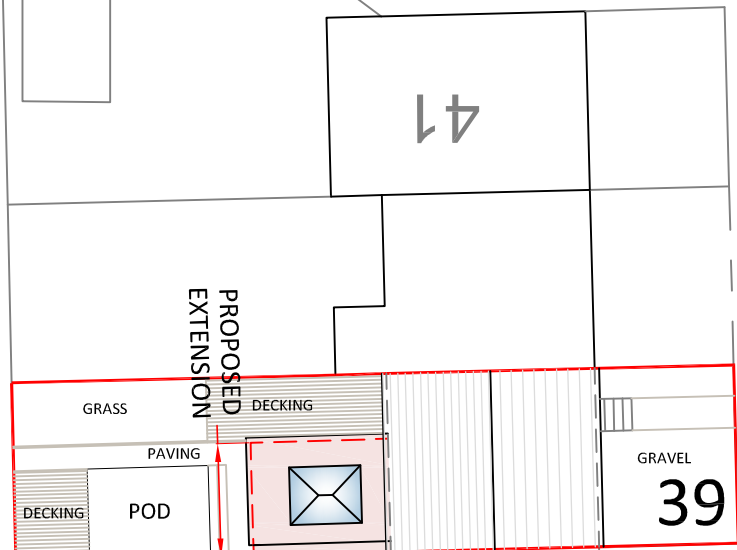 41
PROPOSED
EXTENSION
GRASS
DECKING
PAVING
GRAVEL
DECKING
POD
39